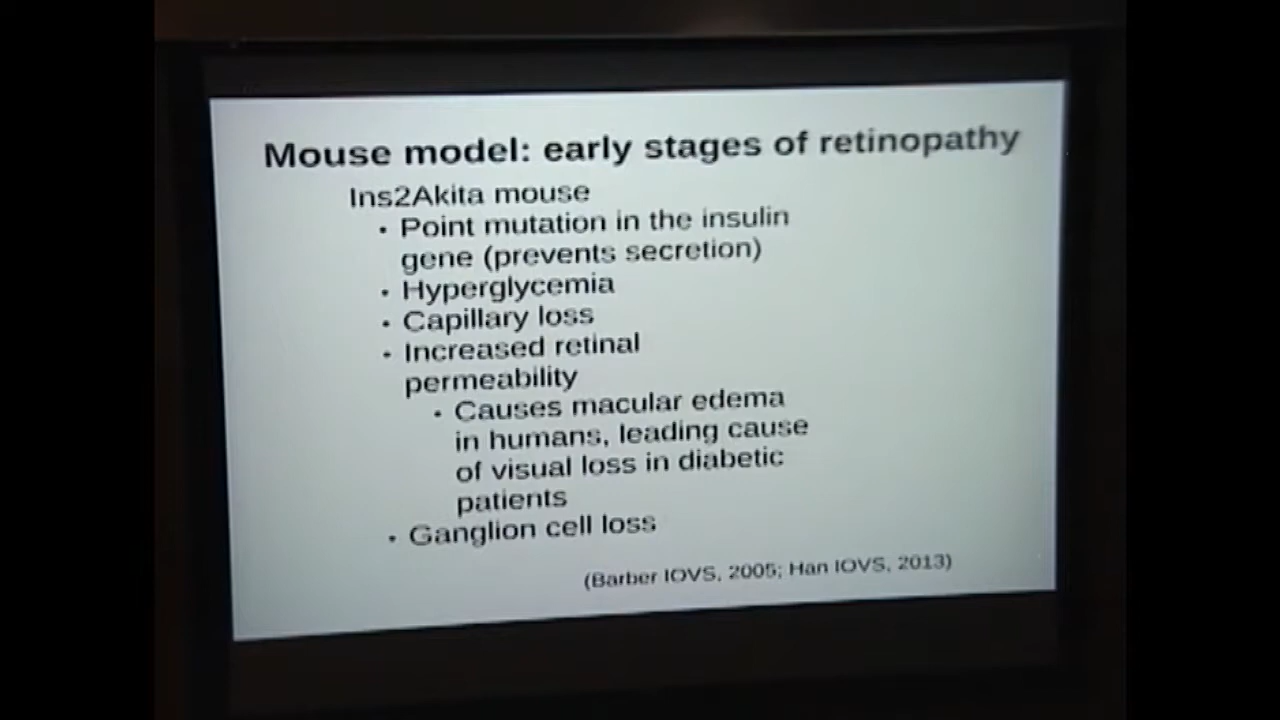 Mouse model: early stages of retinopathy
Ins2Akita mouse
• Point mutation in the insulin
gene (prevents secretion)
• Hyperglycemia
• Capillary loss
• Increased retinal
permeability
• Causes macular edema
in humans, leading cause
of visual loss in diabetic
patients
• Ganglion cell loss
(Barber IOVS, 2005; Han IOVS, 2013)